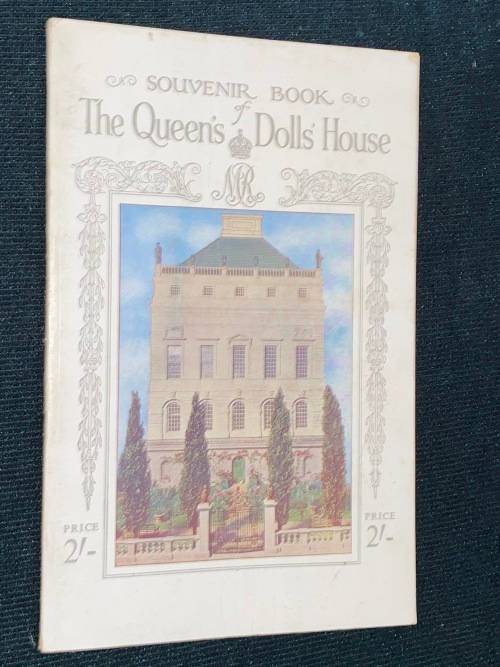 SOUVENIR BOOK
of
The Queen's Dolls' House
MR
PRICE
2/-
PRICE
2/-